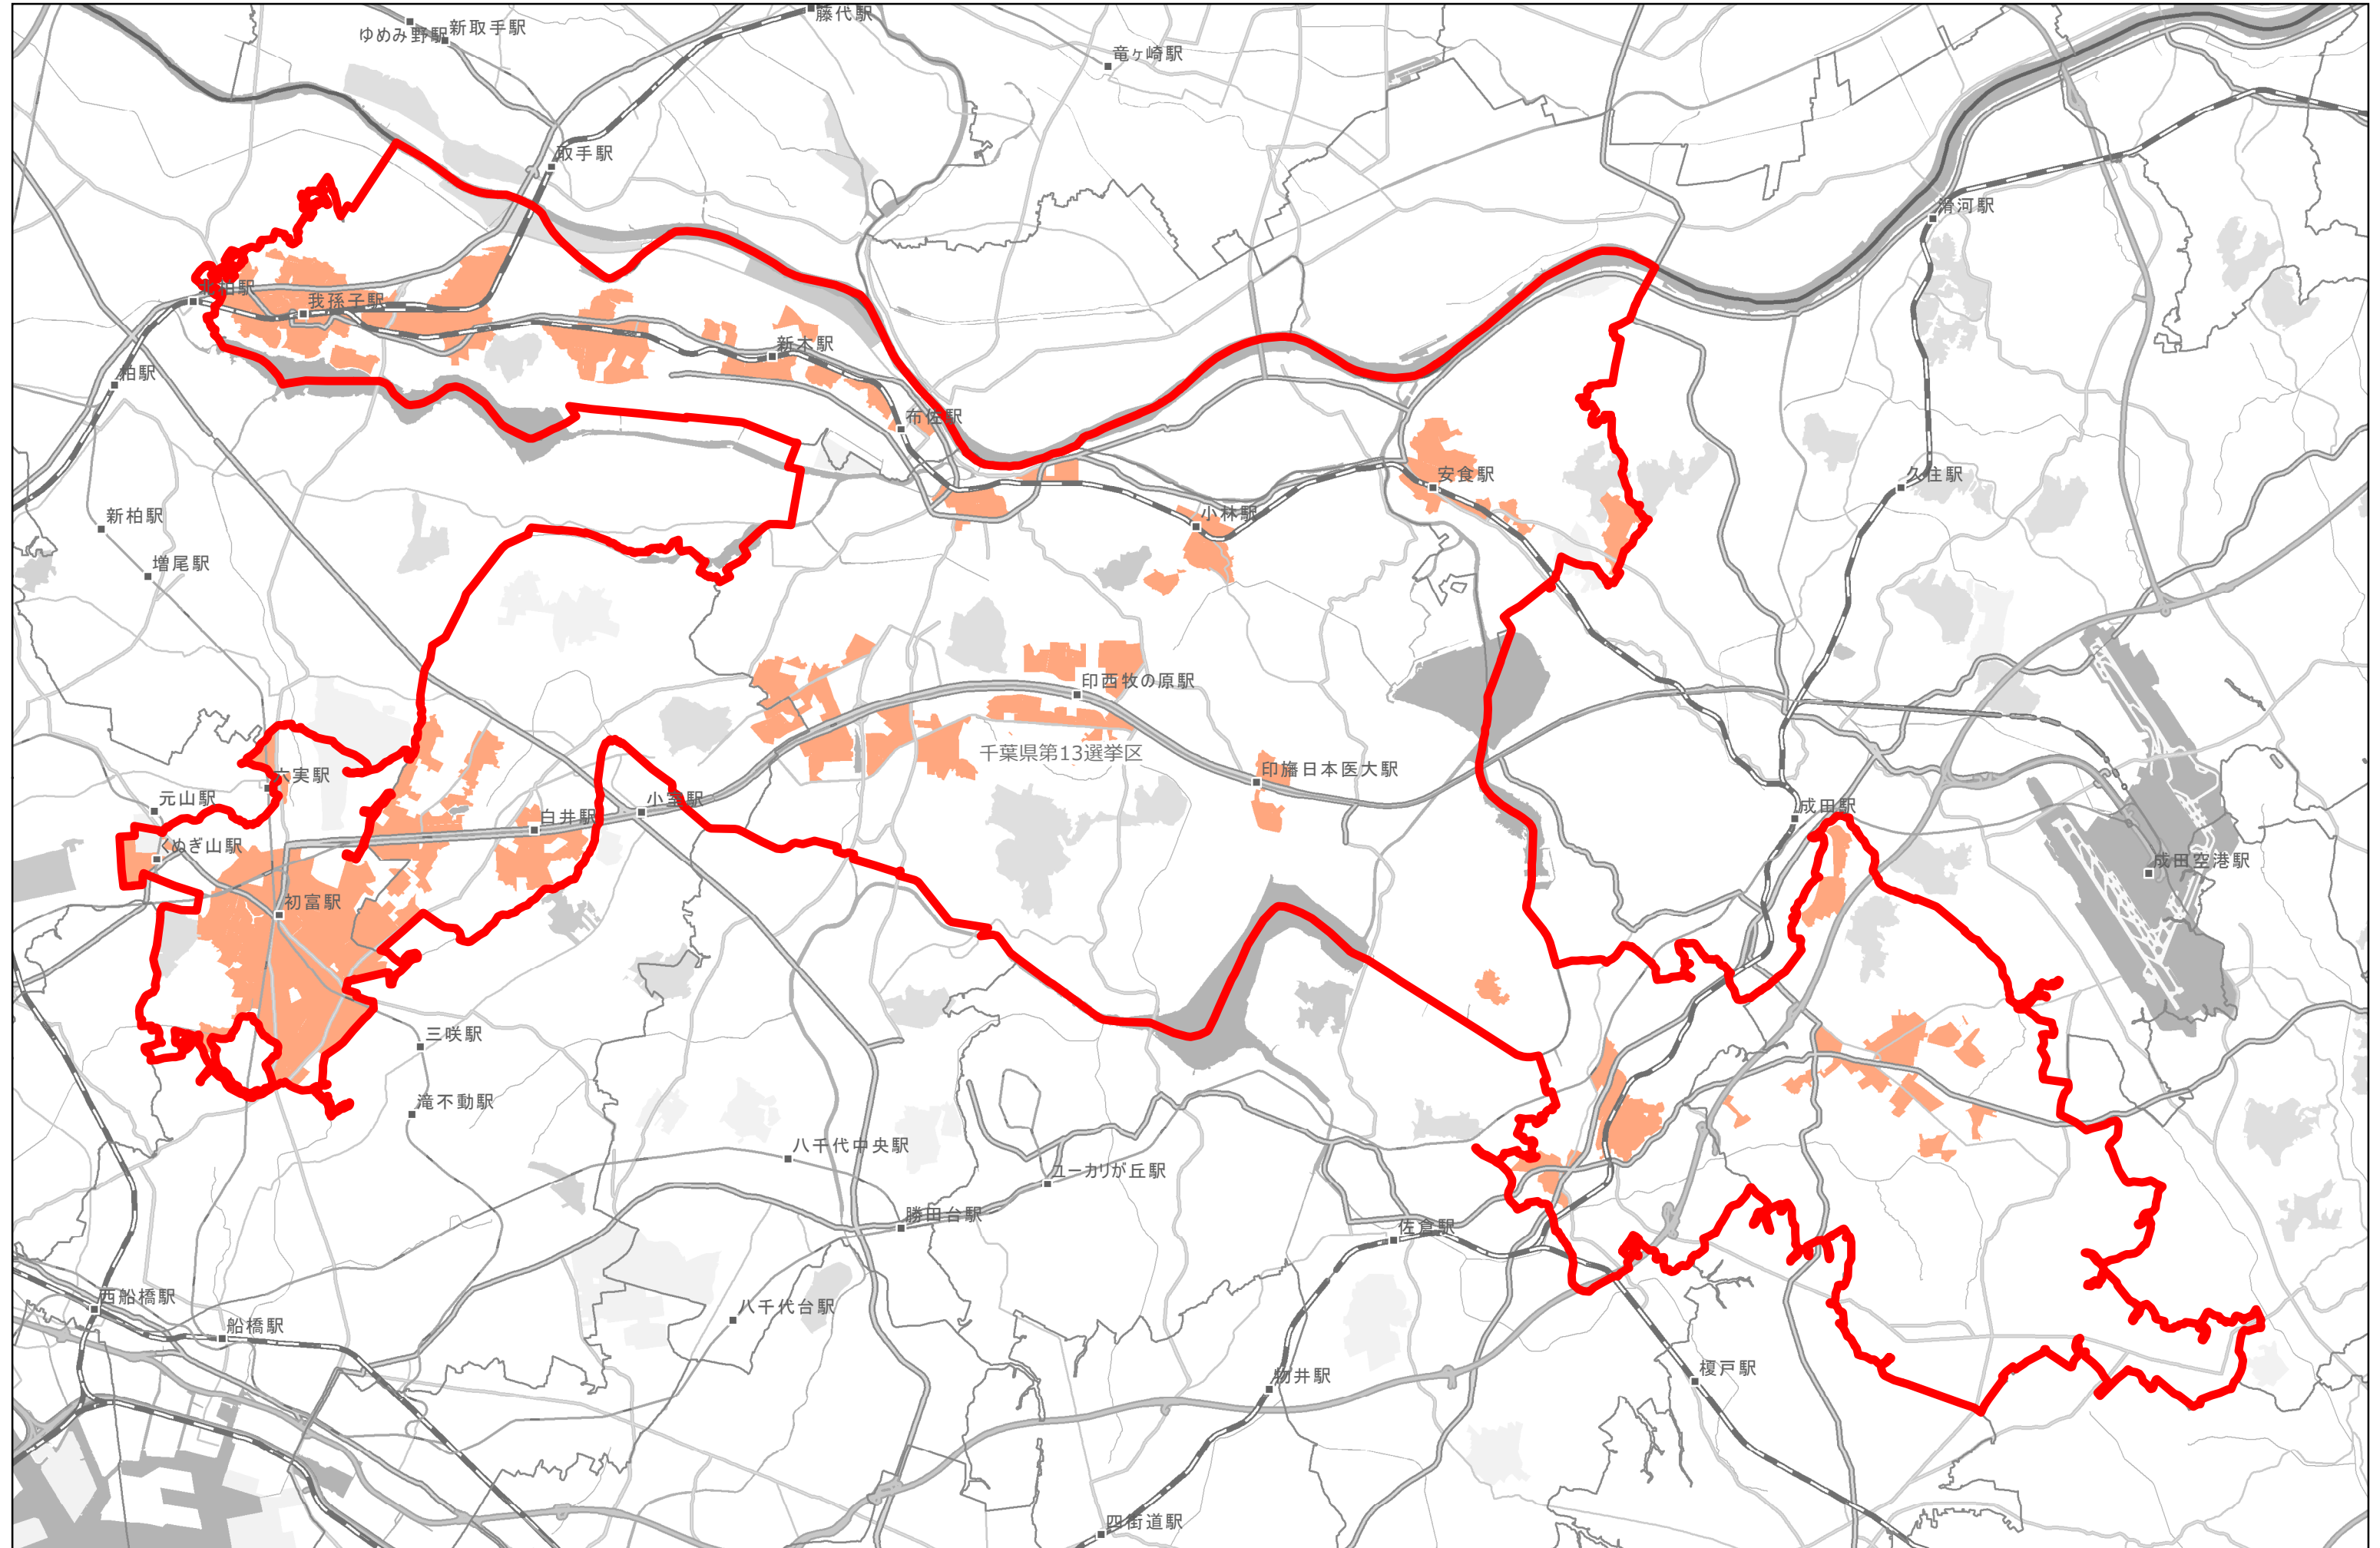 藤代駅
新取手駅
ゆめみ野駅
竜ヶ崎駅
取手駅
滑河駅
北柏駅
我孫子駅
新木駅
柏駅
布佐駅
安食駅
久住駅
新柏駅
小林駅
増尾駅
印西牧の原駅
千葉県第13選挙区
六実駅
印旛日本医大駅
元山駅
小室駅
成田駅
白井駅
くぬぎ山駅
成田空港駅
初富駅
三咲駅
滝不動駅
八千代中央駅
ユーカリが丘駅
勝田台駅
佐倉駅
西船橋駅
八千代台駅
船橋駅
物井駅
榎戸駅
四街道駅